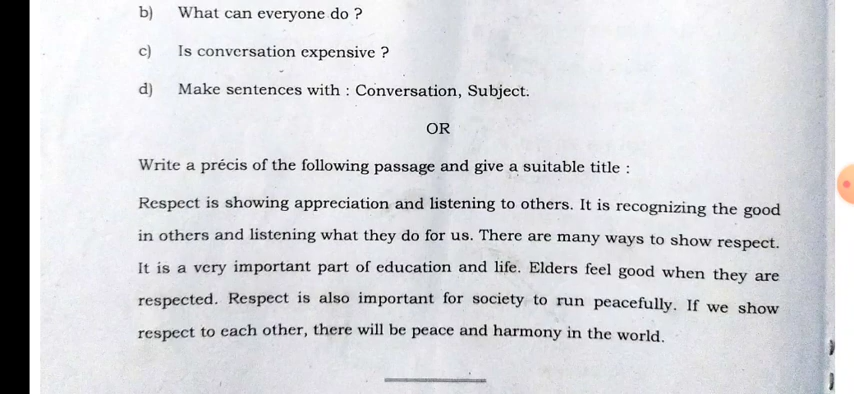 b) What can everyone do ?
c) Is conversation expensive ?
d) Make sentences with : Conversation, Subject.
OR
Write a précis of the following passage and give a suitable title :
Respect is showing appreciation and listening to others. It is recognizing the good
in others and listening what they do for us. There are many ways to show respect.
It is a very important part of education and life. Elders feel good when they are
respected. Respect is also important for society to run peacefully. If we show
respect to each other, there will be peace and harmony in the world.